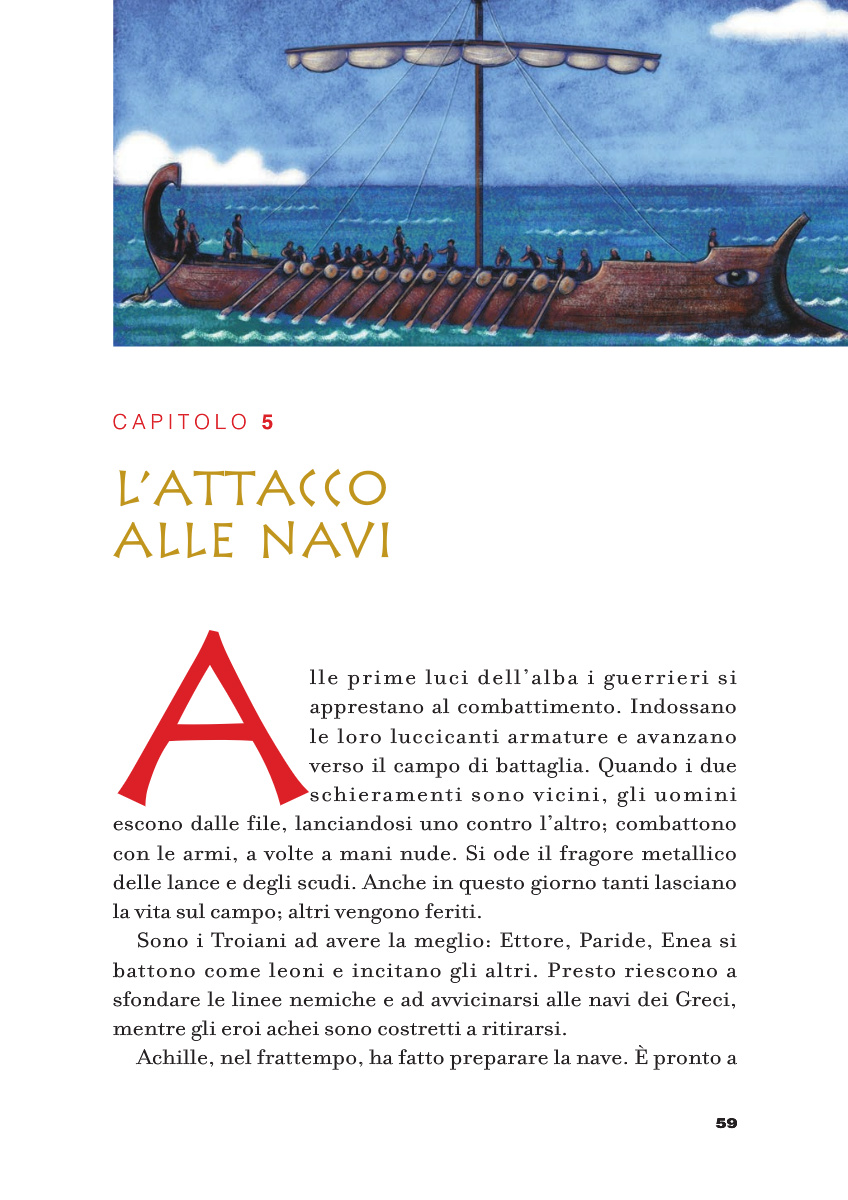 CAPITOLO 5
L'ATTACCO
ALLE NAVI
Alle prime luci dell'alba i guerrieri si
apprestano al combattimento. Indossano
le loro luccicanti armature e avanzano
verso il campo di battaglia. Quando i due
schieramenti sono vicini, gli uomini
escono dalle file, lanciandosi uno contro l'altro; combattono
con le armi, a volte a mani nude. Si ode il fragore metallico
delle lance e degli scudi. Anche in questo giorno tanti lasciano
la vita sul campo; altri vengono feriti.
Sono i Troiani ad avere la meglio: Ettore, Paride, Enea si
battono come leoni e incitano gli altri. Presto riescono a
sfondare le linee nemiche e ad avvicinarsi alle navi dei Greci,
mentre gli eroi achei sono costretti a ritirarsi.
Achille, nel frattempo, ha fatto preparare la nave. È pronto a
59